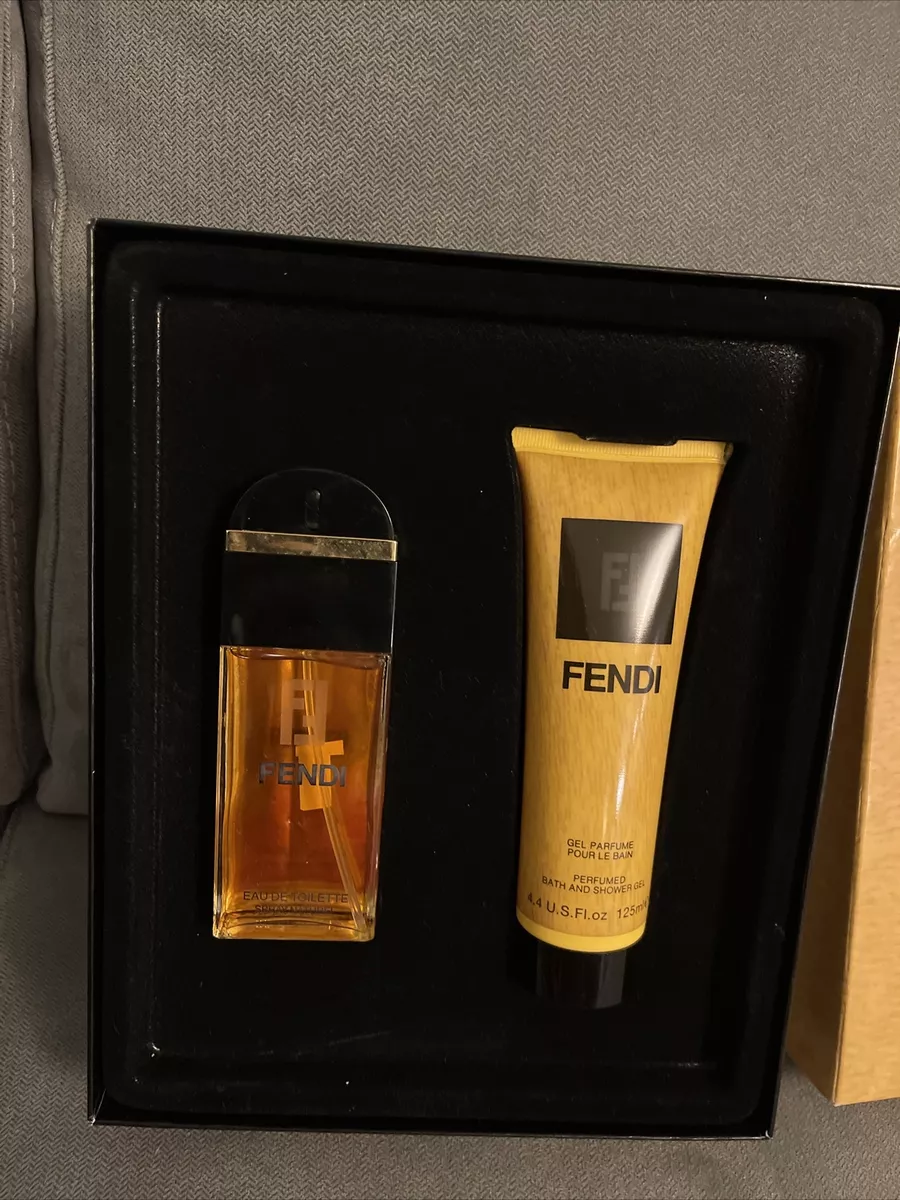 FENDI
EAU DE TOILETTE
FENDI
GEL PARFUME
POUR LE BAIN
PERFUMED
BATH AND SHOWER GEL
4.4 U.S.Fl.oz 125ml